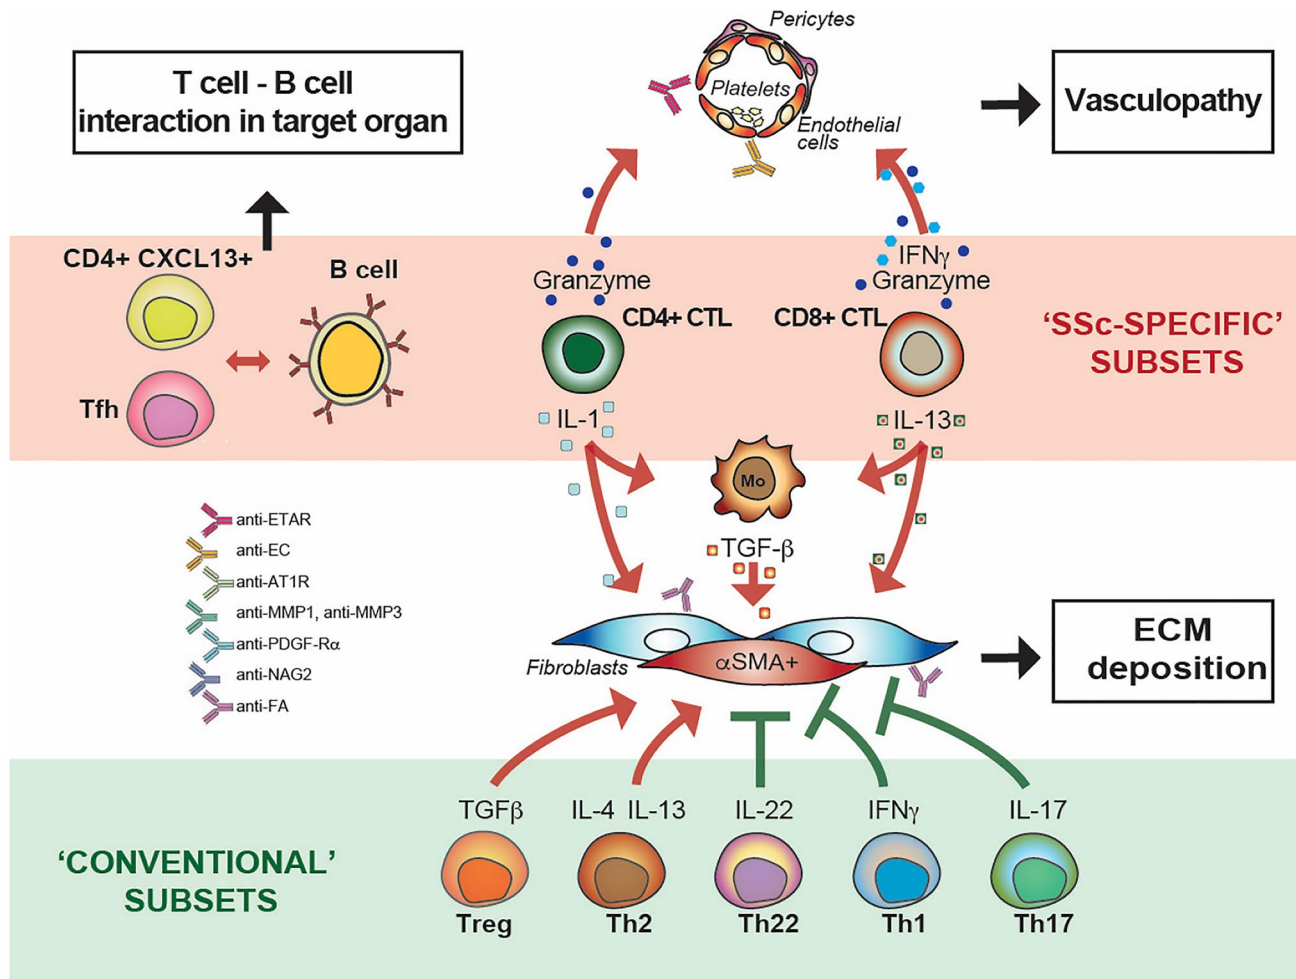 T cell - B cell
interaction in target organ
Pericytes
Platelets
Endothelial
cells
Vasculopathy
CD4+ CXCL13+
B cell
Tfh
Granzyme
CD4+ CTL
IL-1
IFNγ
Granzyme
CD8+ CTL
IL-13
‘SSc-SPECIFIC’
SUBSETS
Mo
TGF-β
anti-ETAR
anti-EC
anti-AT1R
anti-MMP1, anti-MMP3
anti-PDGF-Rα
anti-NAG2
anti-FA
Fibroblasts
αSMA+
ECM
deposition
‘CONVENTIONAL’
SUBSETS
TGFβ
Treg
IL-4 IL-13
Th2
IL-22
Th22
IFNγ
Th1
IL-17
Th17